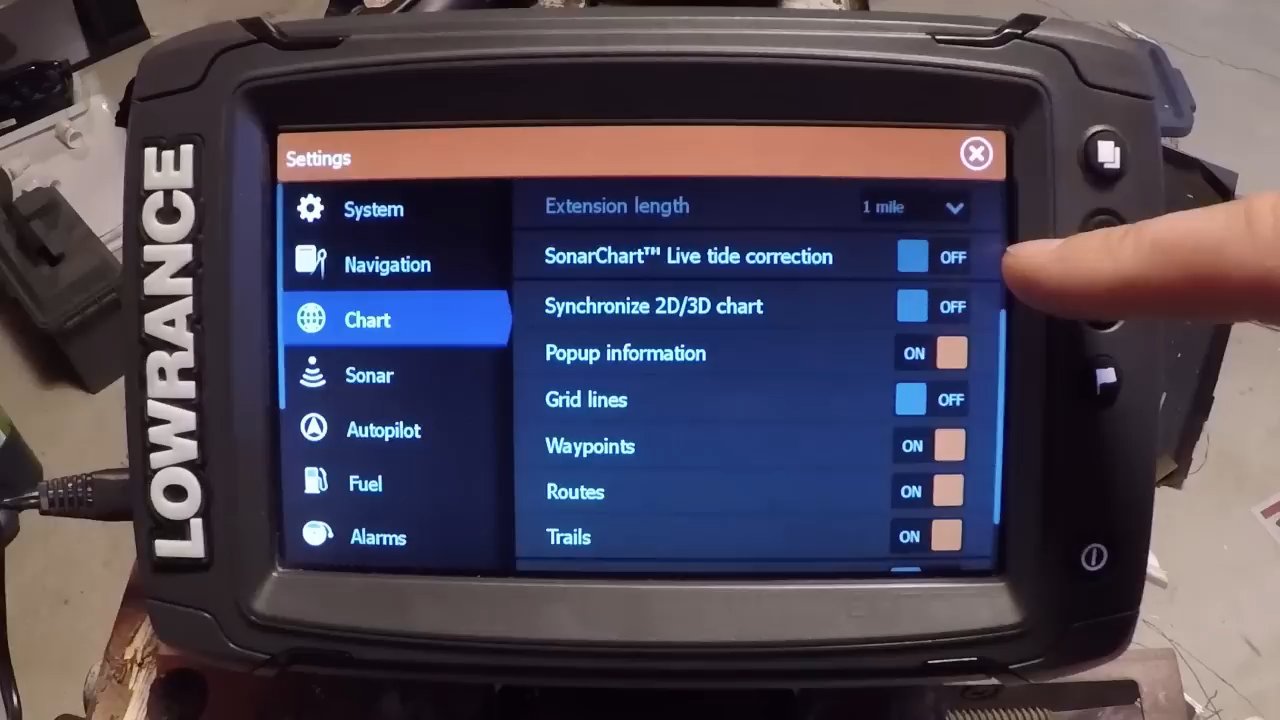 LOWRANCE
Settings
System
Navigation
Chart
Sonar
Autopilot
Fuel
Alarms
Extension length 1 mile
SonarChart™ Live tide correction OFF
Synchronize 2D/3D chart OFF
Popup information ON
Grid lines OFF
Waypoints ON
Routes ON
Trails ON